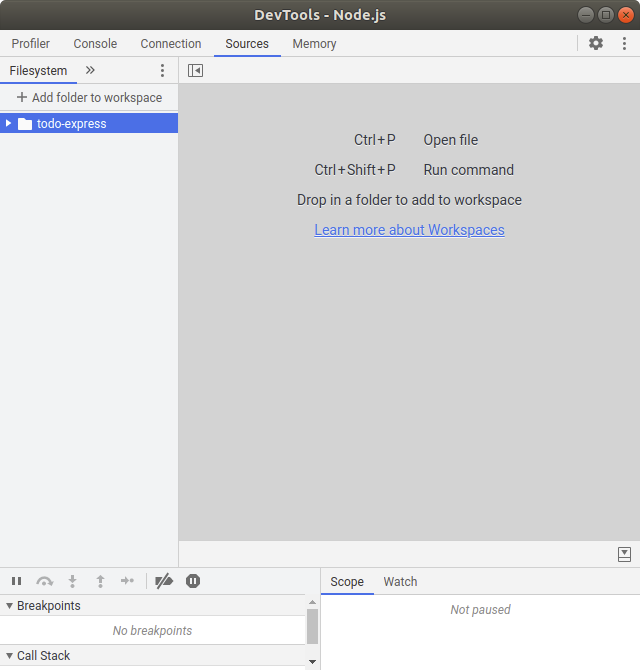 DevTools - Node.js
Profiler Console Connection Sources Memory
Filesystem
Add folder to workspace
todo-express
Ctrl+P Open file
Ctrl+Shift+P Run command
Drop in a folder to add to workspace
Learn more about Workspaces
Scope Watch
Breakpoints
Not paused
No breakpoints
Call Stack